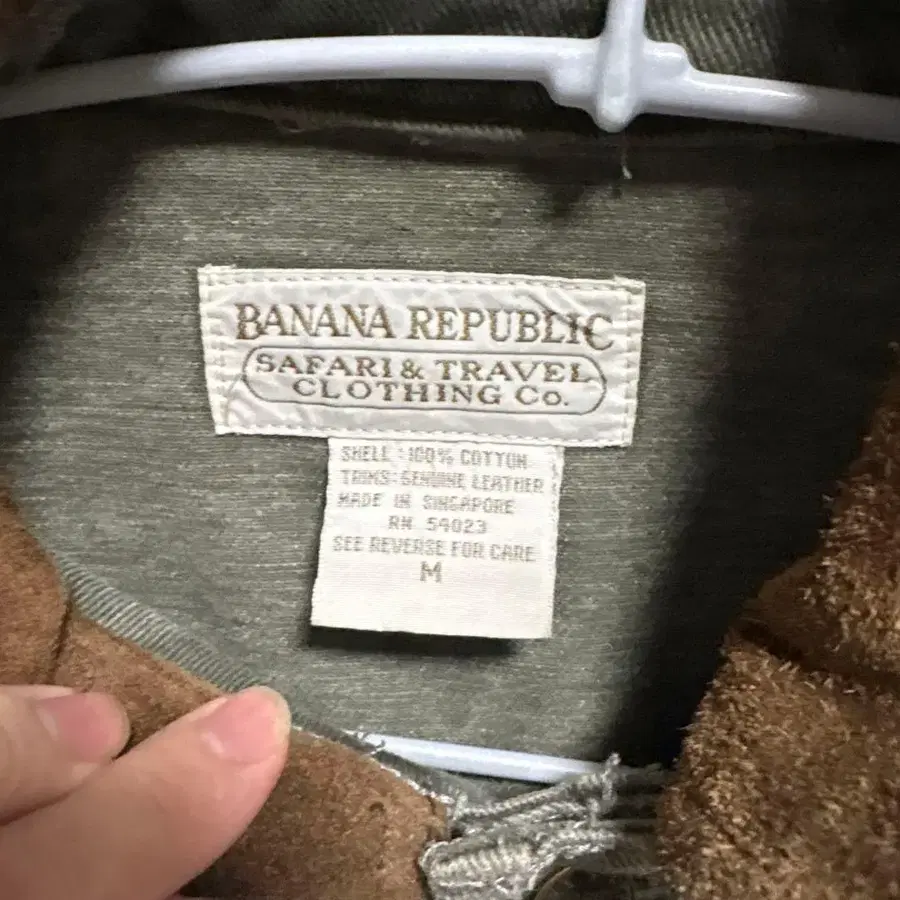 BANANA REPUBLIC
SAFARI & TRAVEL
CLOTHING Co.
SHELL : 100% COTTON
TRIMS: GENUINE LEATHER
MADE IN SINGAPORE
RN 54023
SEE REVERSE FOR CARE
M